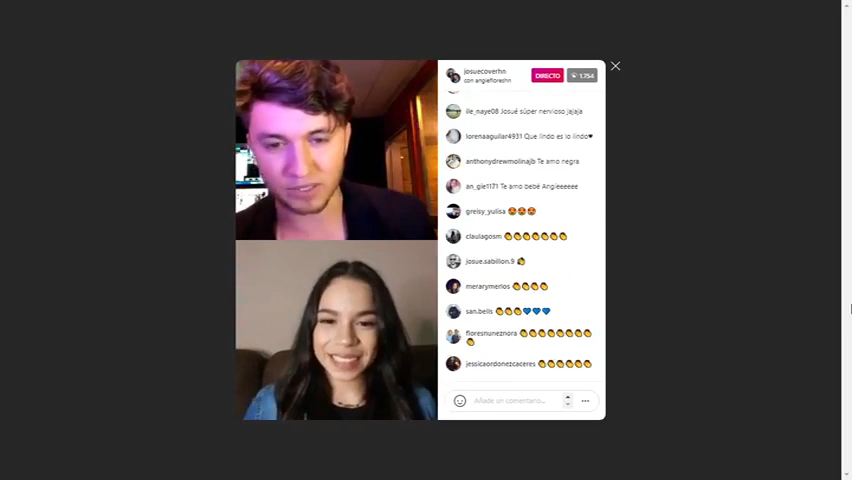 josuecoverhn
con angiefloreshn
DIRECTO
1.754
ile_naye08 Josué súper nervioso jajaja
lorenaaguilar4931 Que lindo es lo lindo♥
anthonydrewmolinajb Te amo negra
an_gie1171 Te amo bebé Angieeeeee
greisy_yulisa 😍😍😍
claulagosm 👏👏👏👏👏👏👏
josue.sabillon.9 👏
merarymerlos 👏👏👏👏
san.bells 👏👏👏💙💙💙
floresnuneznora 👏👏👏👏👏👏👏👏
👏
jessicaordonezcaceres 👏👏👏👏👏👏
Añade un comentario...